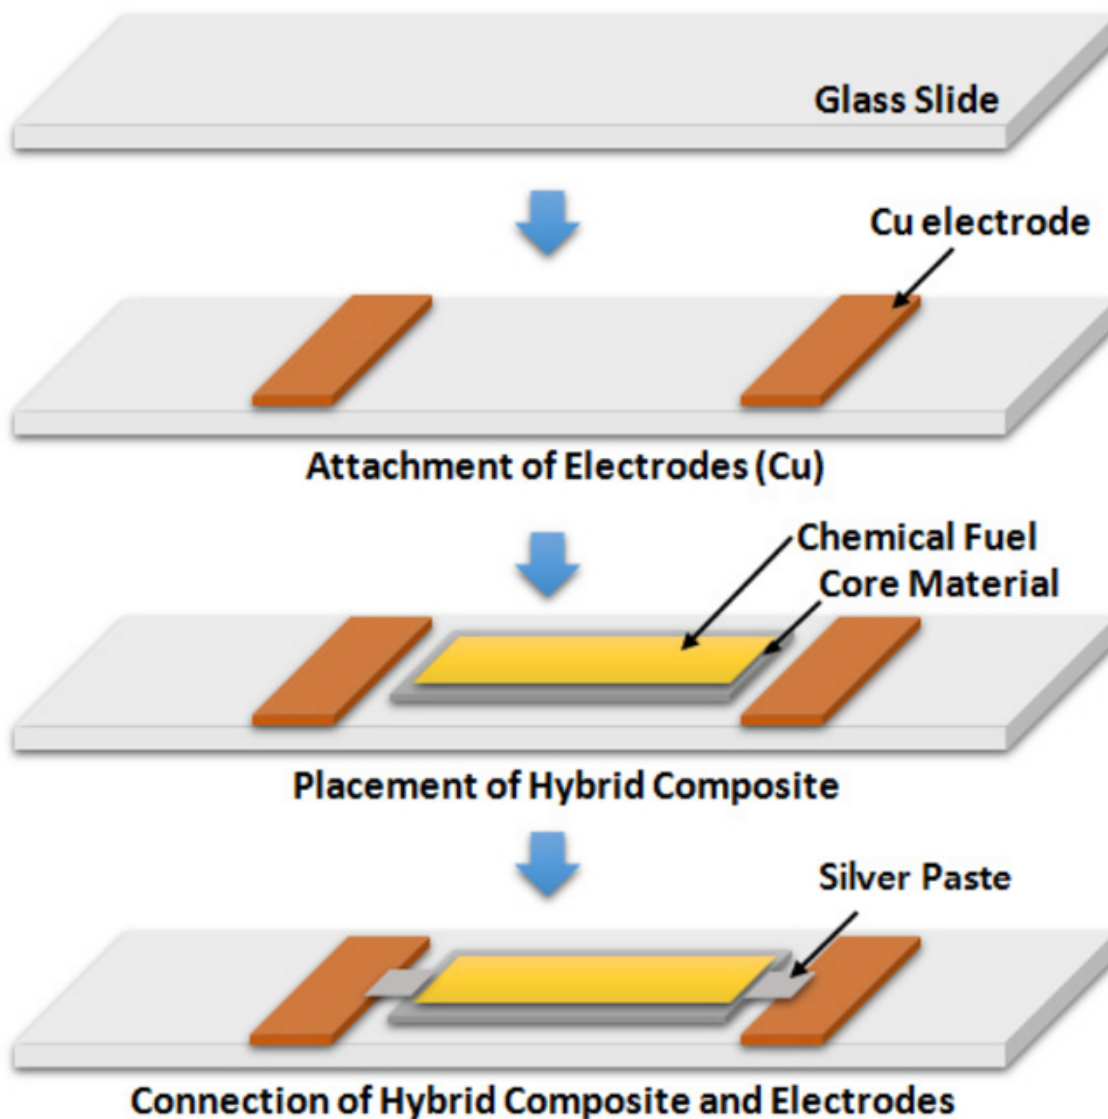 Glass Slide
Cu electrode
Attachment of Electrodes (Cu)
Chemical Fuel
Core Material
Placement of Hybrid Composite
Silver Paste
Connection of Hybrid Composite and Electrodes